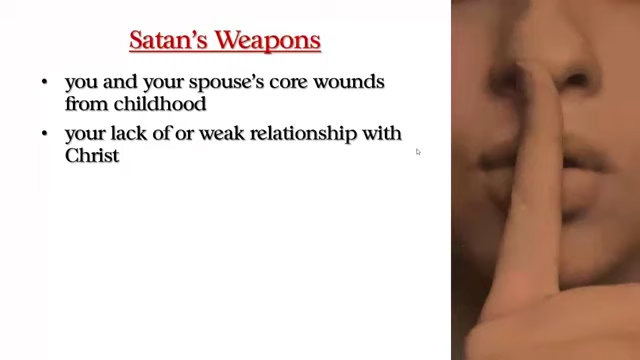 Satan's Weapons
• you and your spouse's core wounds
from childhood
• your lack of or weak relationship with
Christ